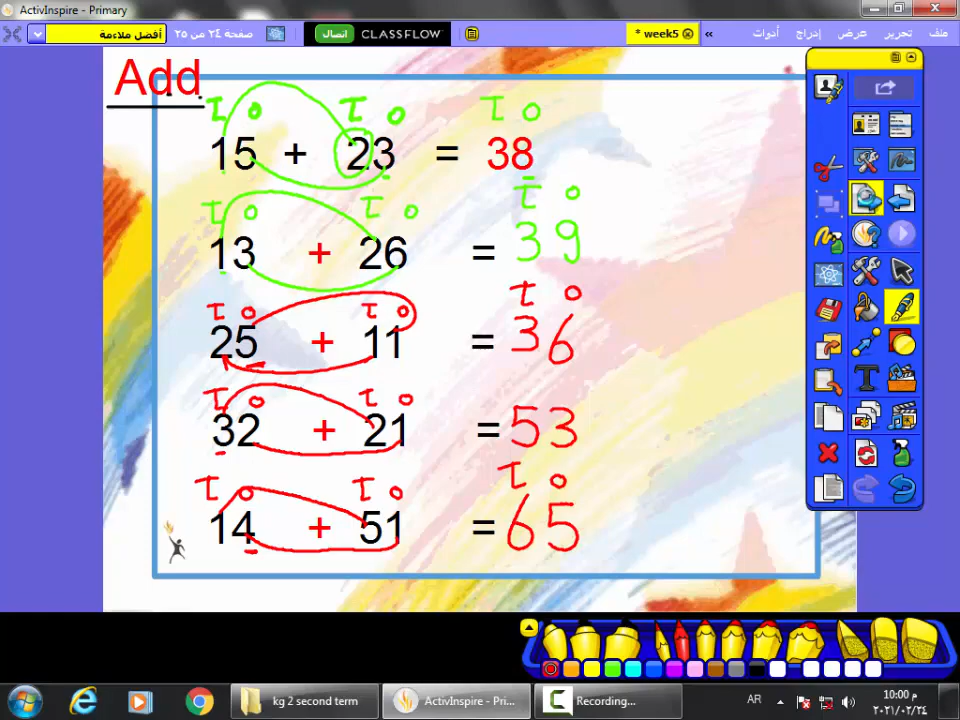 ActivInspire - Primary
أفضل ملاءمة صفحة ٢٤ من ٢٥ اتصال CLASSFLOW week5 * » أدوات إدراج عرض تحرير ملف
Add
T o T o T o
15 + 23 = 38
T o T o T o
13 + 26 = 39
T o T o T o
25 + 11 = 36
T o T o
32 + 21 = 53
T o T o T o
14 + 51 = 65
kg 2 second term ActivInspire - Pri... Recording... AR 10:00 م
٢٠٢١/٠٢/٢٤